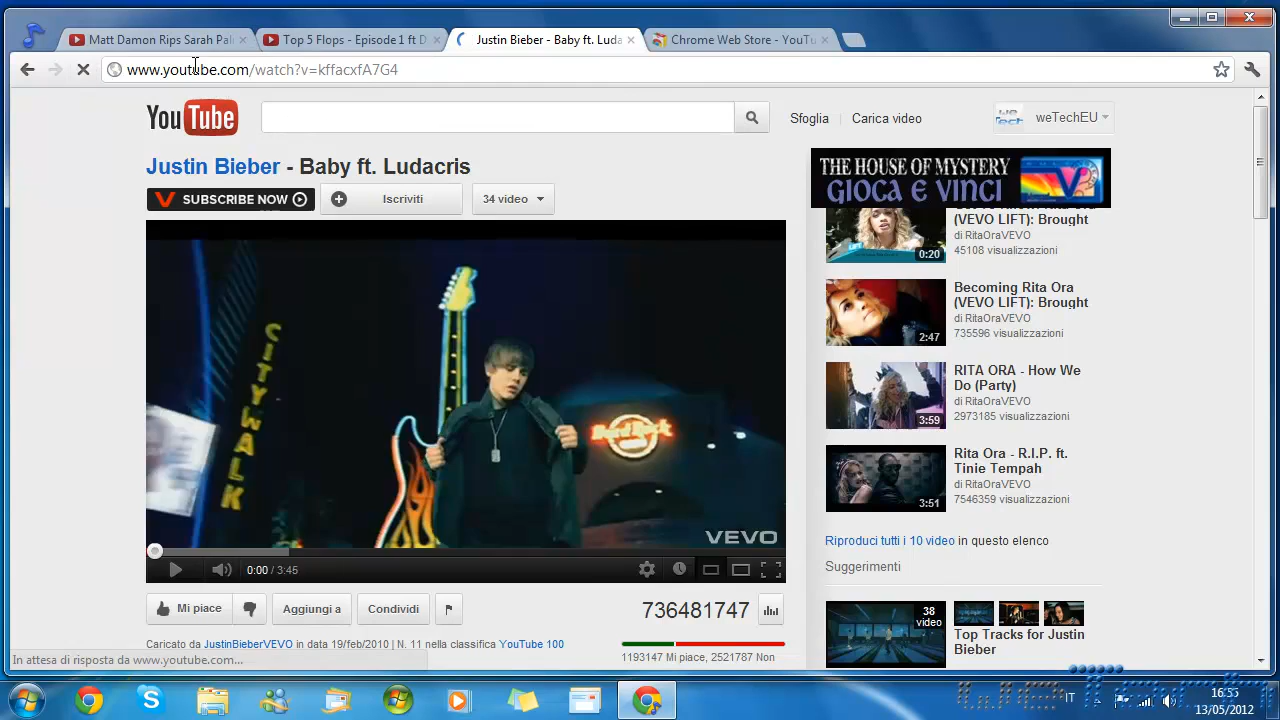 Matt Damon Rips Sarah Pal
Top 5 Flops - Episode 1 ft D
Justin Bieber - Baby ft. Luda
Chrome Web Store - YouTu
www.youtube.com/watch?v=kffacxfA7G4
YouTube
Sfoglia
Carica video
weTechEU
Justin Bieber - Baby ft. Ludacris
SUBSCRIBE NOW
Iscriviti
34 video
THE HOUSE OF MYSTERY
GIOCA E VINCI
(VEVO LIFT): Brought
di RitaOraVEVO
45108 visualizzazioni
0:20
Becoming Rita Ora
(VEVO LIFT): Brought
di RitaOraVEVO
735596 visualizzazioni
2:47
RITA ORA - How We
Do (Party)
di RitaOraVEVO
2973185 visualizzazioni
3:59
Rita Ora - R.I.P. ft.
Tinie Tempah
di RitaOraVEVO
7546359 visualizzazioni
3:51
Riproduci tutti i 10 video in questo elenco
Suggerimenti
38
video
Top Tracks for Justin
Bieber
CITYWALK
Hard Rock
VEVO
0:00 / 3:45
Mi piace
Aggiungi a
Condividi
736481747
Caricato da JustinBieberVEVO in data 19/feb/2010 | N. 11 nella classifica YouTube 100
1193147 Mi piace, 2521787 Non
In attesa di risposta da www.youtube.com...
IT
16:55
13/05/2012